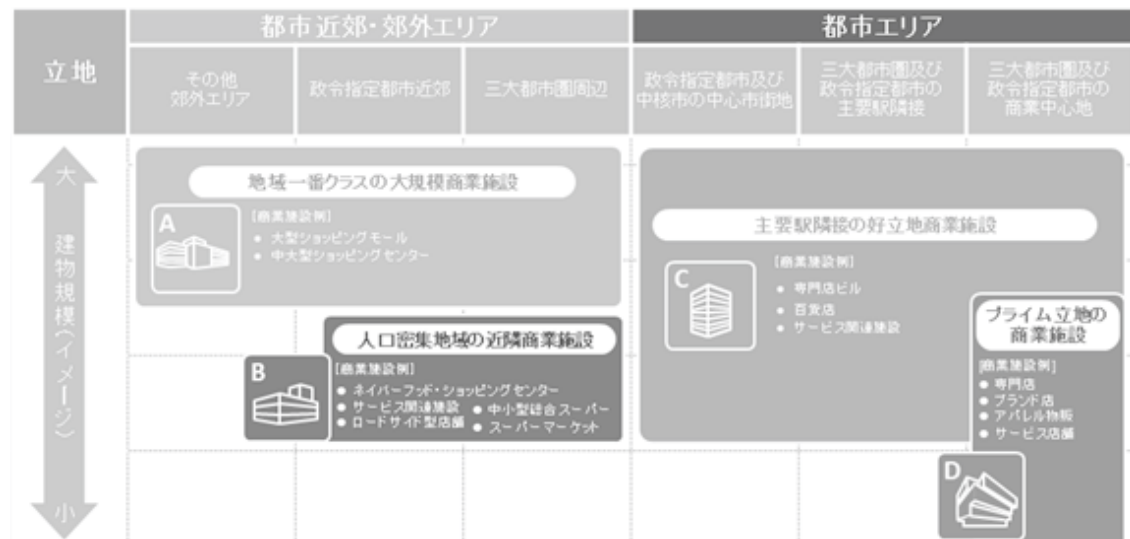 立地
都市近郊・郊外エリア
都市エリア
その他
郊外エリア
政令指定都市近郊
三大都市圏周辺
政令指定都市及び
中核市の中心市街地
三大都市圏及び
政令指定都市の
主要駅隣接
三大都市圏及び
政令指定都市の
商業中心地
大
建物規模(イメージ)
小
地域一番クラスの大規模商業施設
A
[商業施設例]
● 大型ショッピングモール
● 中大型ショッピングセンター
人口密集地域の近隣商業施設
B
[商業施設例]
● ネイバーフッド・ショッピングセンター
● サービス関連施設
● ロードサイド型店舗
● 中小型総合スーパー
● スーパーマーケット
主要駅隣接の好立地商業施設
C
[商業施設例]
● 専門店ビル
● 百貨店
● サービス関連施設
プライム立地の
商業施設
[商業施設例]
● 専門店
● ブランド店
● アパレル物販
● サービス店舗
D